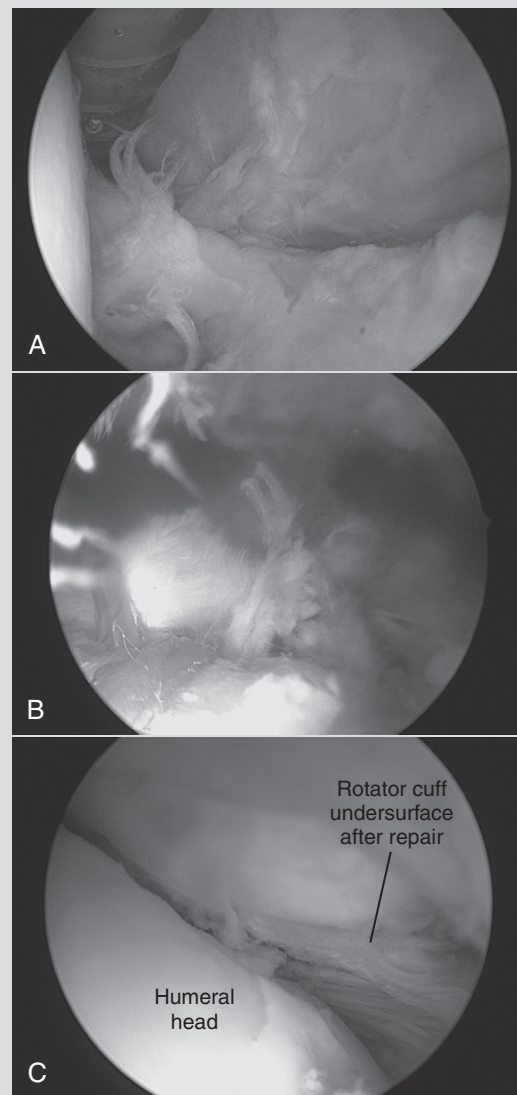 A
B
Rotator cuff
undersurface
after repair
Humeral
head
C